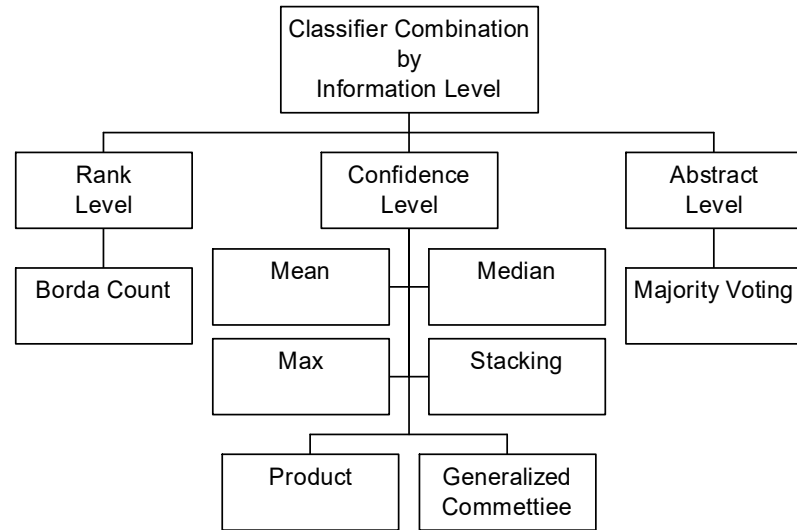 Classifier Combination
by
Information Level
Rank
Level
Confidence
Level
Abstract
Level
Borda Count
Mean
Median
Majority Voting
Max
Stacking
Product
Generalized
Commettiee